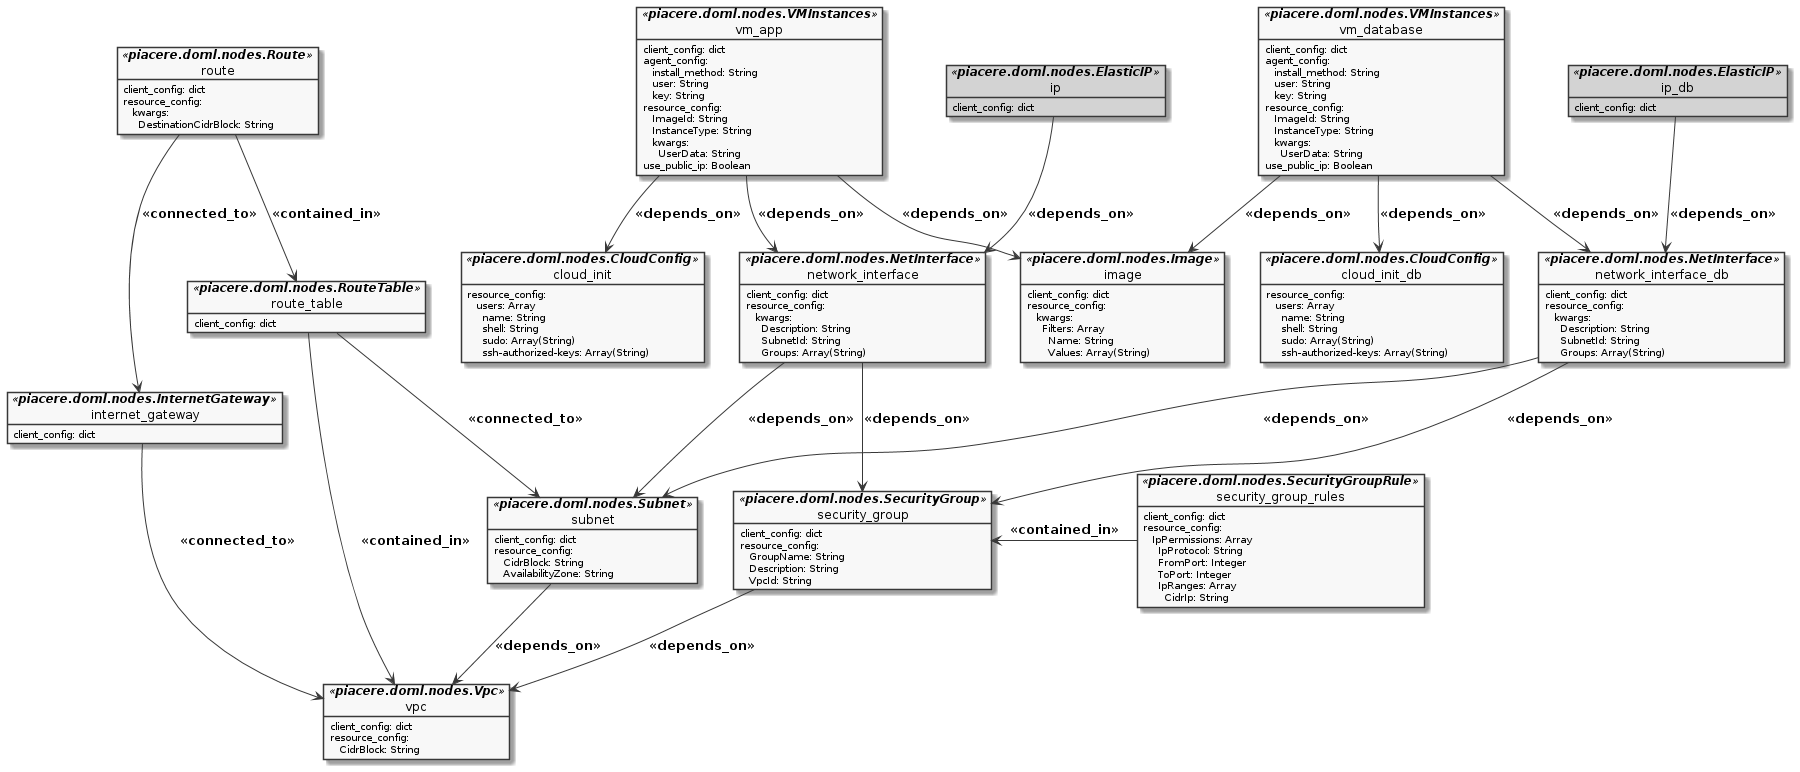 «piacere.doml.nodes.VMInstances»
vm_app
client_config: dict
agent_config:
install_method: String
user: String
key: String
resource_config:
ImageId: String
InstanceType: String
kwargs:
UserData: String
use_public_ip: Boolean
«piacere.doml.nodes.VMInstances»
vm_database
client_config: dict
agent_config:
install_method: String
user: String
key: String
resource_config:
ImageId: String
InstanceType: String
kwargs:
UserData: String
use_public_ip: Boolean
«piacere.doml.nodes.Route»
route
client_config: dict
resource_config:
kwargs:
DestinationCidrBlock: String
«piacere.doml.nodes.ElasticIP»
ip
client_config: dict
«piacere.doml.nodes.ElasticIP»
ip_db
client_config: dict
«connected_to»
«contained_in»
«depends_on»
«depends_on»
«depends_on»
«depends_on»
«depends_on»
«depends_on»
«depends_on»
«depends_on»
«piacere.doml.nodes.RouteTable»
route_table
client_config: dict
«piacere.doml.nodes.CloudConfig»
cloud_init
resource_config:
users: Array
name: String
shell: String
sudo: Array(String)
ssh-authorized-keys: Array(String)
«piacere.doml.nodes.NetInterface»
network_interface
client_config: dict
resource_config:
kwargs:
Description: String
SubnetId: String
Groups: Array(String)
«piacere.doml.nodes.Image»
image
client_config: dict
resource_config:
kwargs:
Filters: Array
Name: String
Values: Array(String)
«piacere.doml.nodes.CloudConfig»
cloud_init_db
resource_config:
users: Array
name: String
shell: String
sudo: Array(String)
ssh-authorized-keys: Array(String)
«piacere.doml.nodes.NetInterface»
network_interface_db
client_config: dict
resource_config:
kwargs:
Description: String
SubnetId: String
Groups: Array(String)
«piacere.doml.nodes.InternetGateway»
internet_gateway
client_config: dict
«connected_to»
«depends_on»
«depends_on»
«depends_on»
«depends_on»
«piacere.doml.nodes.Subnet»
subnet
client_config: dict
resource_config:
CidrBlock: String
AvailabilityZone: String
«piacere.doml.nodes.SecurityGroup»
security_group
client_config: dict
resource_config:
GroupName: String
Description: String
VpcId: String
«contained_in»
«piacere.doml.nodes.SecurityGroupRule»
security_group_rules
client_config: dict
resource_config:
IpPermissions: Array
IpProtocol: String
FromPort: Integer
ToPort: Integer
IpRanges: Array
CidrIp: String
«connected_to»
«contained_in»
«depends_on»
«depends_on»
«piacere.doml.nodes.Vpc»
vpc
client_config: dict
resource_config:
CidrBlock: String